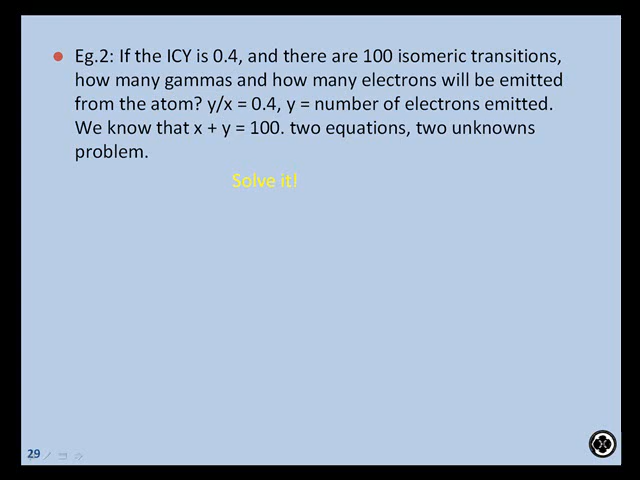 Eg.2: If the ICY is 0.4, and there are 100 isomeric transitions,
how many gammas and how many electrons will be emitted
from the atom? y/x = 0.4, y = number of electrons emitted.
We know that x + y = 100. two equations, two unknowns
problem.
Solve it!
29